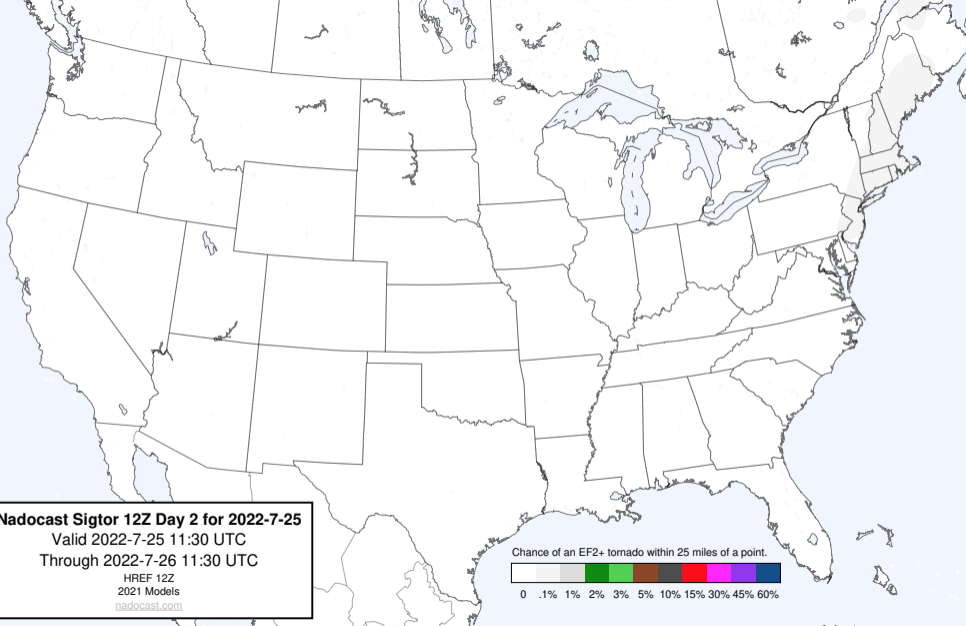 Nadocast Sigtor 12Z Day 2 for 2022-7-25
Valid 2022-7-25 11:30 UTC
Through 2022-7-26 11:30 UTC
HREF 12Z
2021 Models
nadocast.com
Chance of an EF2+ tornado within 25 miles of a point.
0 .1% 1% 2% 3% 5% 10% 15% 30% 45% 60%